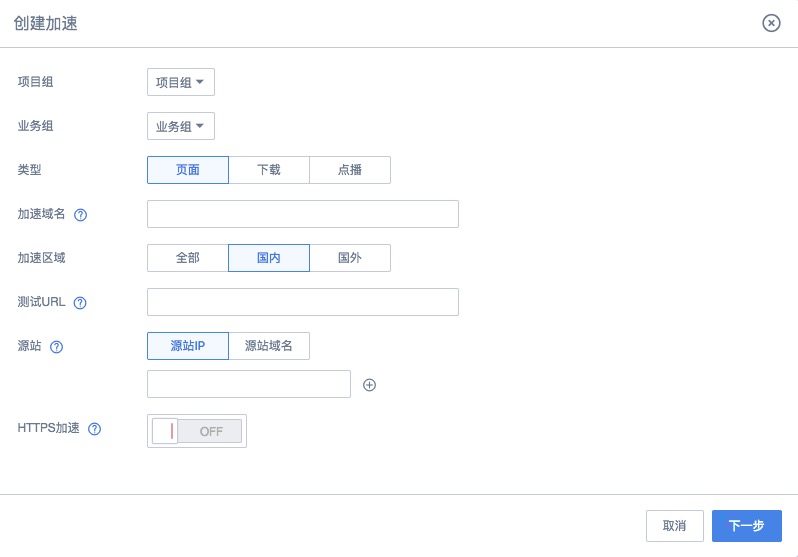 创建加速
项目组 项目组
业务组 业务组
类型 页面 下载 点播
加速域名 ?
加速区域 全部 国内 国外
测试URL ?
源站 ? 源站IP 源站域名
HTTPS加速 ? OFF
取消 下一步